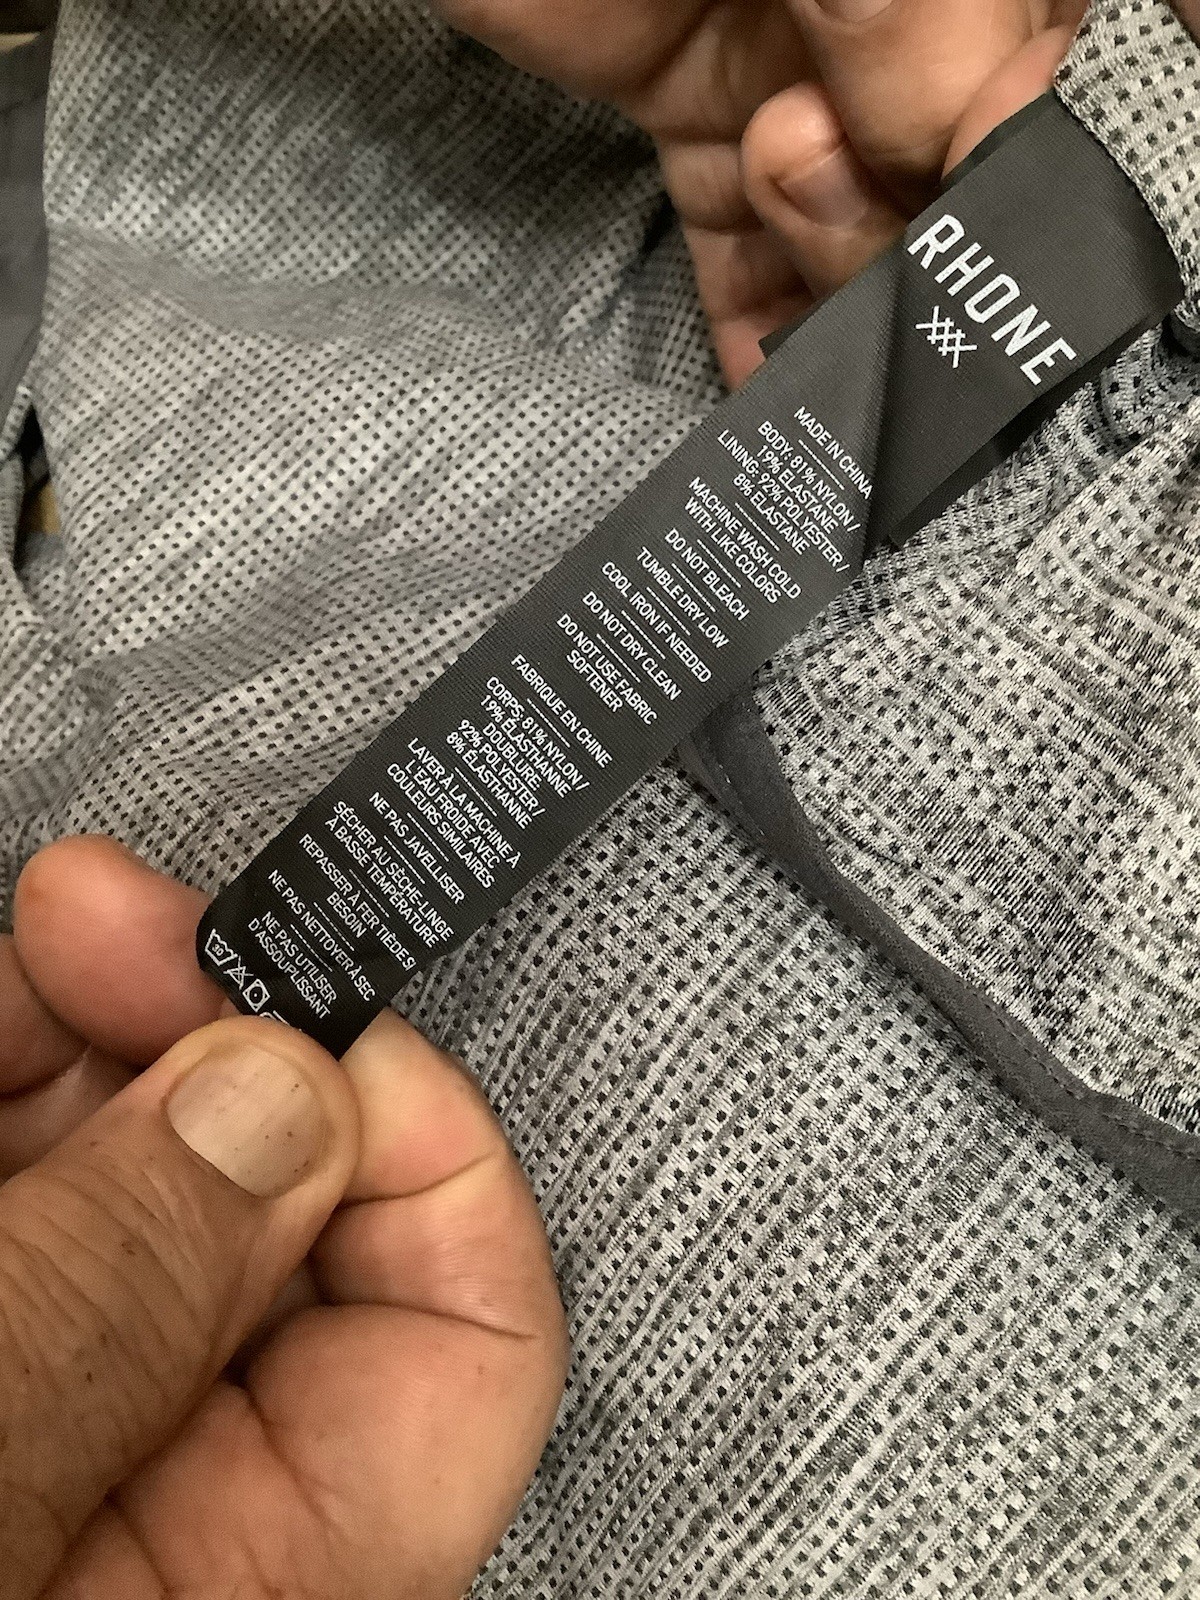 RHONE
MADE IN CHINA
BODY: 81% NYLON /
19% ELASTANE
LINING: 92% POLYESTER /
8% ELASTANE
MACHINE WASH COLD
WITH LIKE COLORS
DO NOT BLEACH
TUMBLE DRY LOW
COOL IRON IF NEEDED
DO NOT DRY CLEAN
DO NOT USE FABRIC
SOFTENER
FABRIQUE EN CHINE
CORPS: 81% NYLON /
19% ÉLASTHANNE
DOUBLURE:
92% POLYESTER /
8% ÉLASTHANNE
LAVER À LA MACHINE À
L'EAU FROIDE AVEC
COULEURS SIMILAIRES
NE PAS JAVELLISER
SÉCHER AU SÈCHE-LINGE
À BASSE TEMPÉRATURE
REPASSER À FER TIÈDE SI
BESOIN
NE PAS NETTOYER À SEC
NE PAS UTILISER
D'ASSOUPLISSANT
30